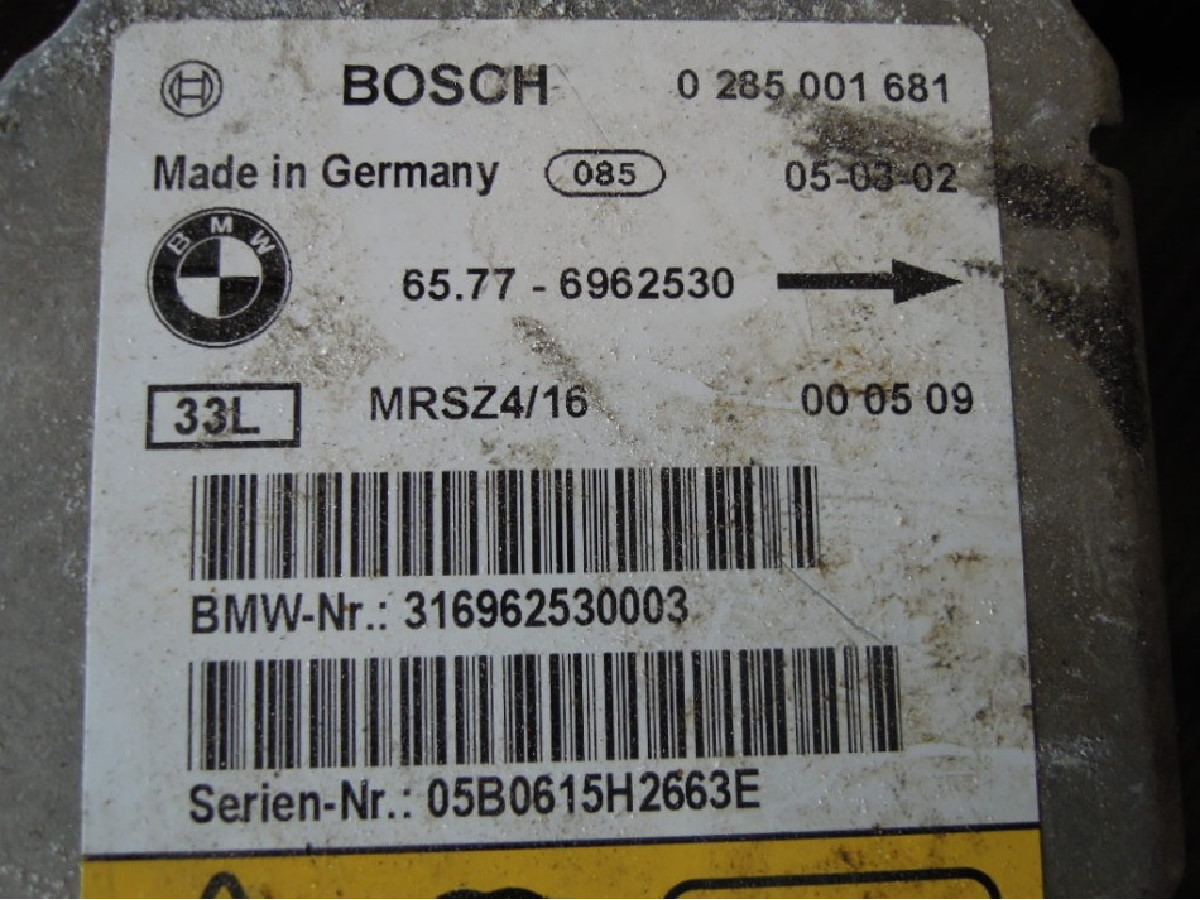 BOSCH 0 285 001 681
Made in Germany 085 05-03-02
BMW
65.77 - 6962530
33L MRSZ4/16 00 05 09
BMW-Nr.: 316962530003
Serien-Nr.: 05B0615H2663E